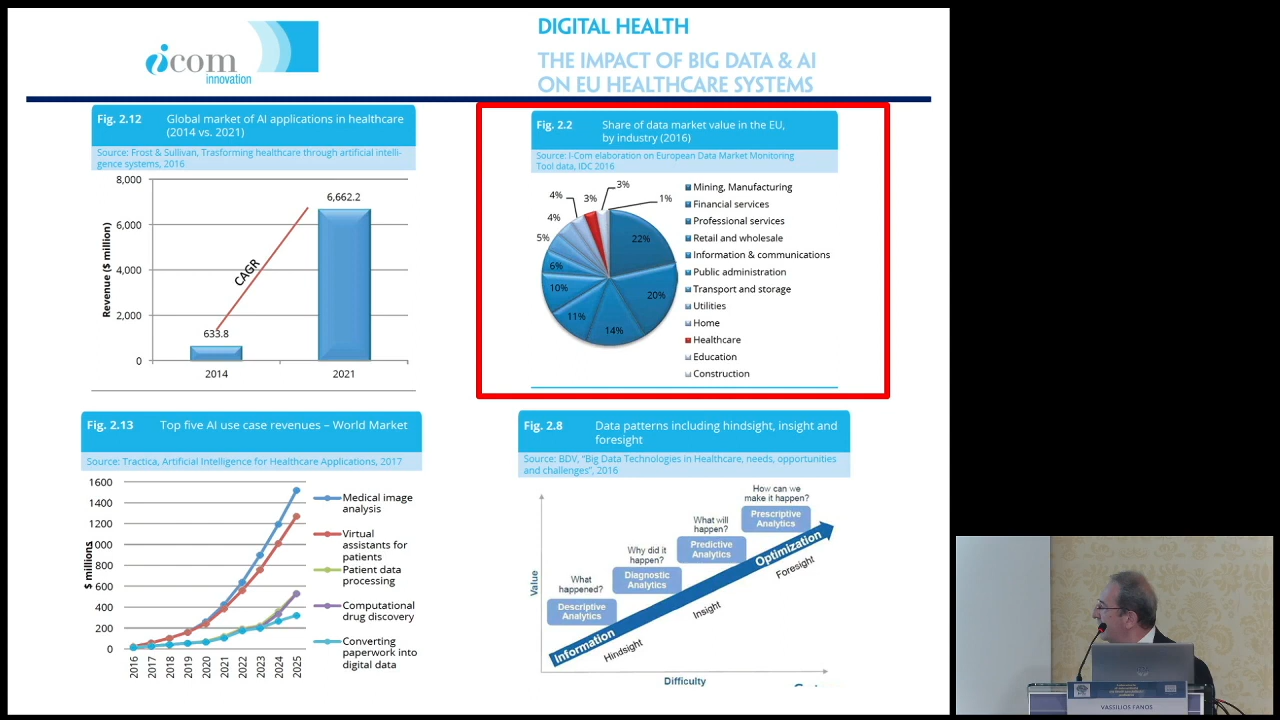 icom
innovation
DIGITAL HEALTH
THE IMPACT OF BIG DATA & AI
ON EU HEALTHCARE SYSTEMS
Fig. 2.12 Global market of AI applications in healthcare
(2014 vs. 2021)
Source: Frost & Sullivan, Trasforming healthcare through artificial intelli-
gence systems, 2016
Revenue ($ million)
8,000
6,000
4,000
2,000
0
633.8
CAGR
6,662.2
2014
2021
Fig. 2.2 Share of data market value in the EU,
by industry (2016)
Source: I-Com elaboration on European Data Market Monitoring
Tool data, IDC 2016
22%
20%
14%
11%
10%
6%
5%
4%
4%
3%
3%
1%
Mining, Manufacturing
Financial services
Professional services
Retail and wholesale
Information & communications
Public administration
Transport and storage
Utilities
Home
Healthcare
Education
Construction
Fig. 2.13 Top five AI use case revenues – World Market
Source: Tractica, Artificial Intelligence for Healthcare Applications, 2017
$ millions
1600
1400
1200
1000
800
600
400
200
0
2016
2017
2018
2019
2020
2021
2022
2023
2024
2025
Medical image
analysis
Virtual
assistants for
patients
Patient data
processing
Computational
drug discovery
Converting
paperwork into
digital data
Fig. 2.8 Data patterns including hindsight, insight and
foresight
Source: BDV, “Big Data Technologies in Healthcare, needs, opportunities
and challenges”, 2016
Value
What
happened?
Descriptive
Analytics
Why did it
happen?
Diagnostic
Analytics
What will
happen?
Predictive
Analytics
How can we
make it happen?
Prescriptive
Analytics
Information
Optimization
Hindsight
Insight
Foresight
Difficulty
VASSILIOS FANOS